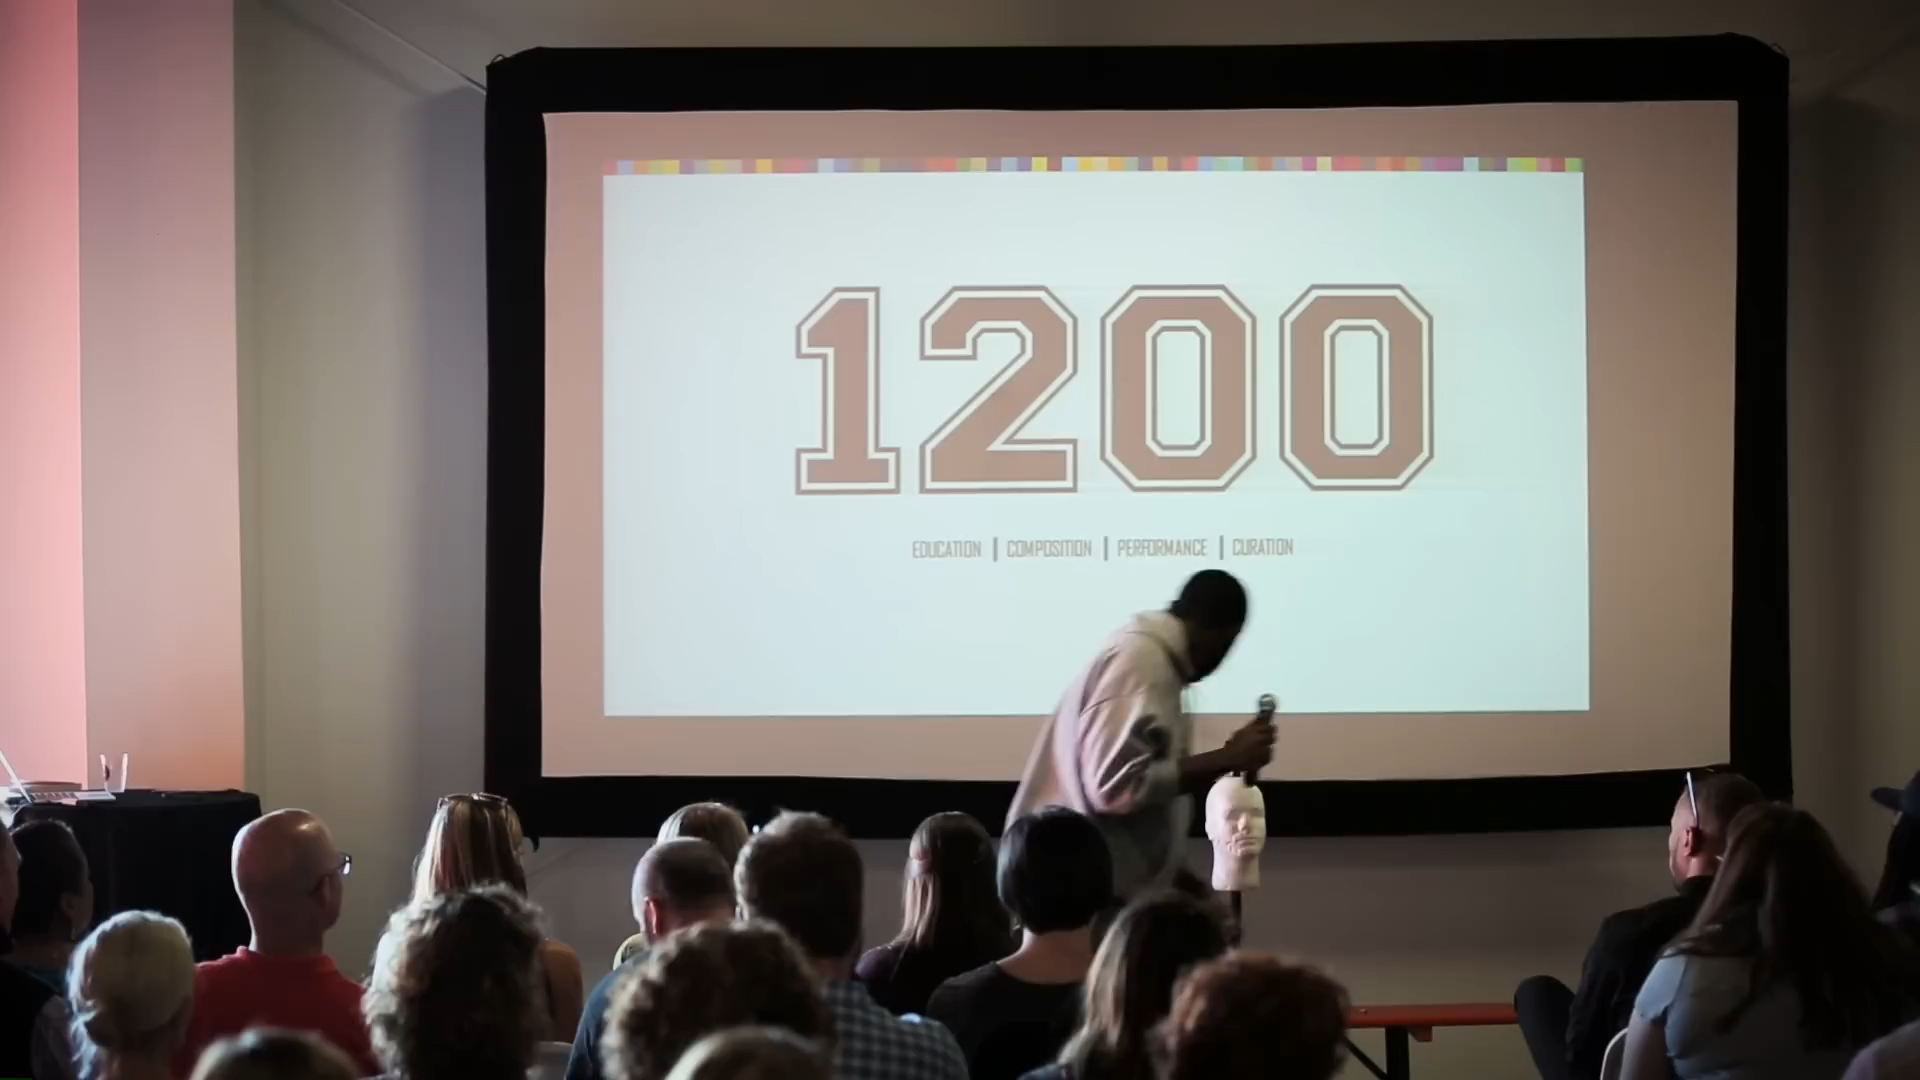 1200
EDUCATION | COMPOSITION | PERFORMANCE | CURATION